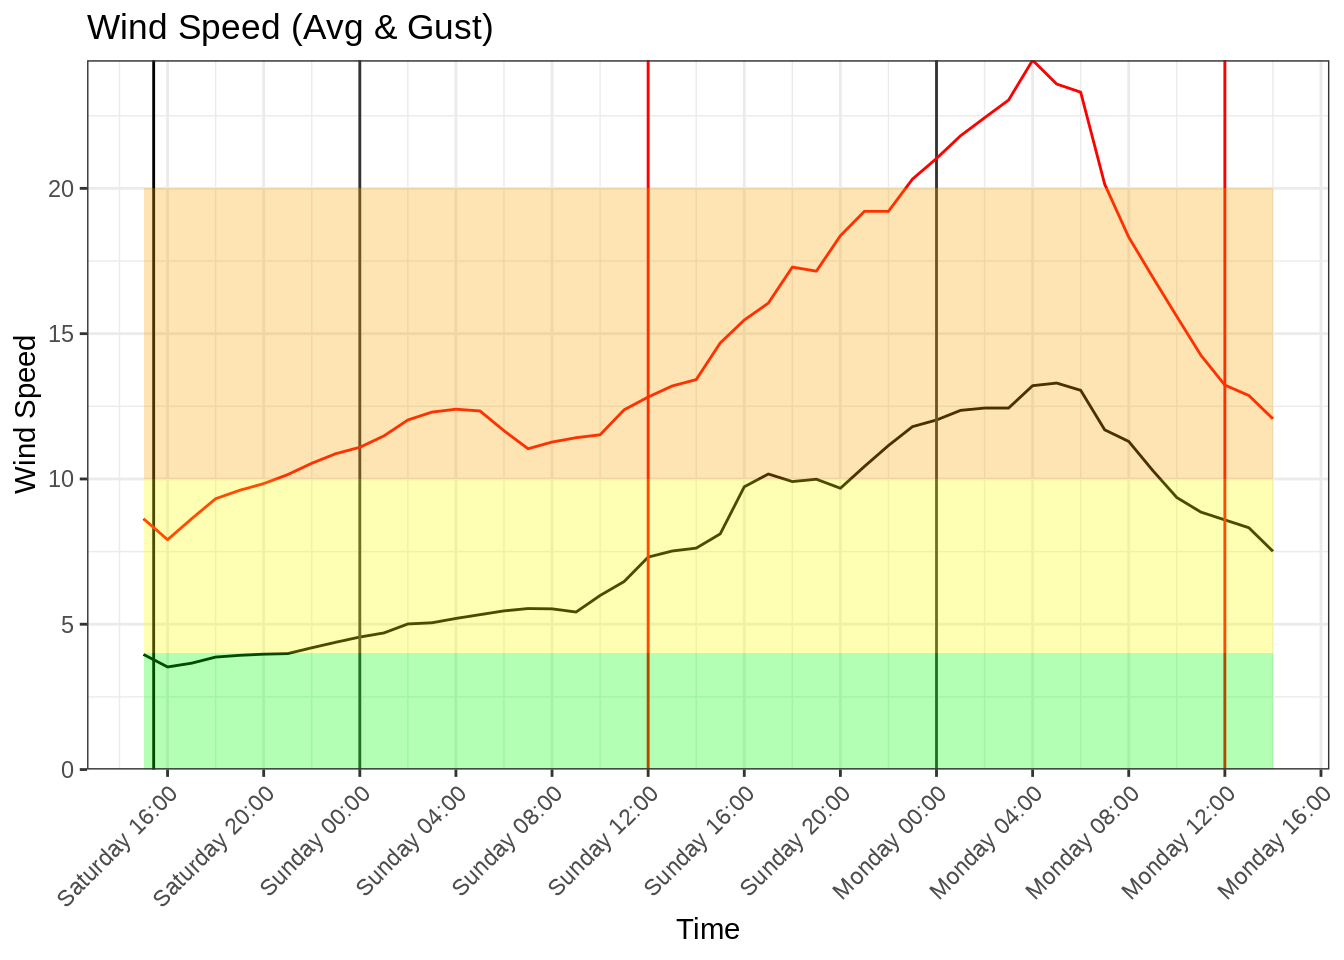 Wind Speed (Avg & Gust)
Wind Speed
20
15
10
5
0
Saturday 16:00
Saturday 20:00
Sunday 00:00
Sunday 04:00
Sunday 08:00
Sunday 12:00
Sunday 16:00
Sunday 20:00
Monday 00:00
Monday 04:00
Monday 08:00
Monday 12:00
Monday 16:00
Time